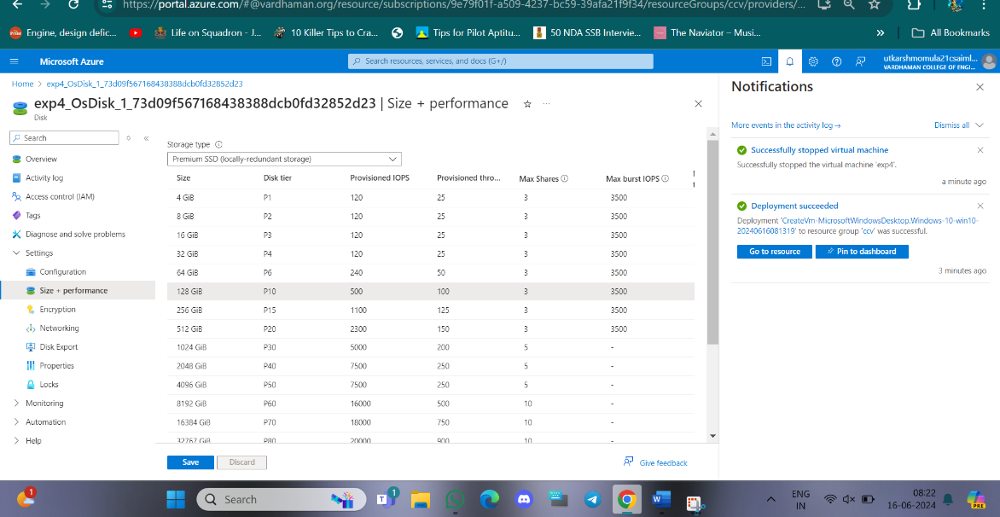 https://portal.azure.com/#@vardhaman.org/resource/subscriptions/9e79f01f-a509-4237-bc59-39afa21f9f34/resourceGroups/ccv/providers/...
Engine, design defic...
Life on Squadron - J...
10 Killer Tips to Cra...
Tips for Pilot Aptitu...
50 NDA SSB Intervie...
The Naviator – Musi...
All Bookmarks
Microsoft Azure
Search resources, services, and docs (G+/)
utkarshmomula21csaiml...
VARDHAMAN COLLEGE OF ENGI...
Home > exp4_OsDisk_1_73d09f567168438388dcb0fd32852d23
exp4_OsDisk_1_73d09f567168438388dcb0fd32852d23 | Size + performance
Disk
Search
Overview
Activity log
Access control (IAM)
Tags
Diagnose and solve problems
Settings
Configuration
Size + performance
Encryption
Networking
Disk Export
Properties
Locks
Monitoring
Automation
Help
Storage type
Premium SSD (locally-redundant storage)
Size Disk tier Provisioned IOPS Provisioned thro... Max Shares Max burst IOPS
4 GiB P1 120 25 3 3500
8 GiB P2 120 25 3 3500
16 GiB P3 120 25 3 3500
32 GiB P4 120 25 3 3500
64 GiB P6 240 50 3 3500
128 GiB P10 500 100 3 3500
256 GiB P15 1100 125 3 3500
512 GiB P20 2300 150 3 3500
1024 GiB P30 5000 200 5 -
2048 GiB P40 7500 250 5 -
4096 GiB P50 7500 250 5 -
8192 GiB P60 16000 500 10 -
16384 GiB P70 18000 750 10 -
32767 GiB P80 20000 900 10 -
Save
Discard
Give feedback
Notifications
More events in the activity log →
Dismiss all
Successfully stopped virtual machine
Successfully stopped the virtual machine 'exp4'.
a minute ago
Deployment succeeded
Deployment 'CreateVm-MicrosoftWindowsDesktop.Windows-10-win10-
20240616081319' to resource group 'ccv' was successful.
Go to resource
Pin to dashboard
3 minutes ago
1
Search
1
ENG
IN
08:22
16-06-2024
PRE